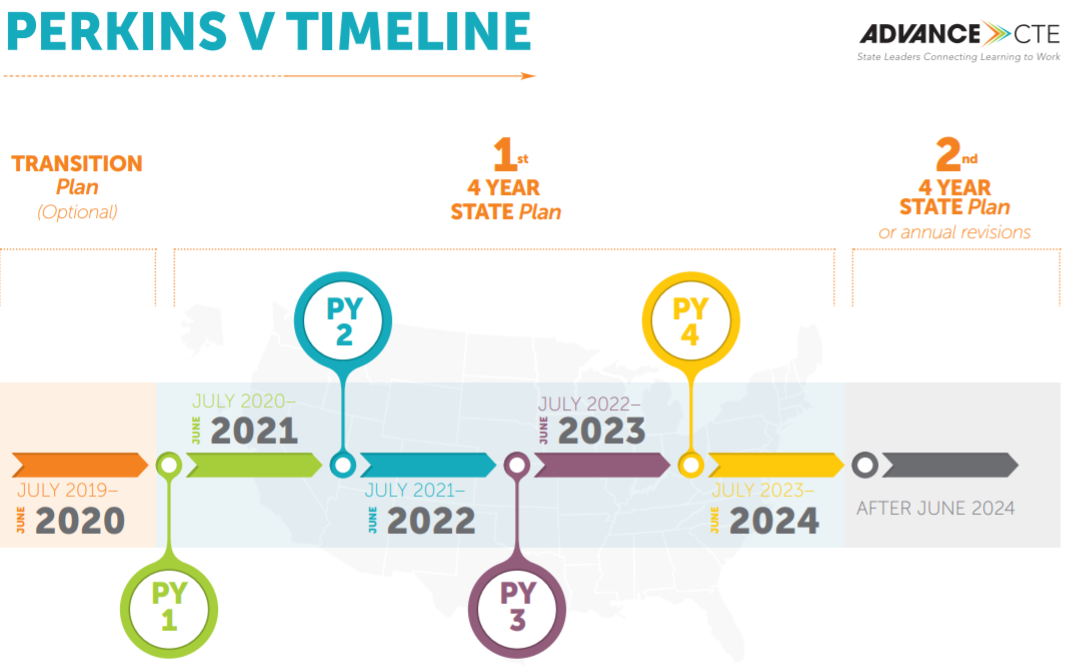 PERKINS V TIMELINE
ADVANCE CTE
State Leaders Connecting Learning to Work
TRANSITION
Plan
(Optional)
1st
4 YEAR
STATE Plan
2nd
4 YEAR
STATE Plan
or annual revisions
PY
2
PY
4
JULY 2020–
JUNE 2021
JULY 2022–
JUNE 2023
JULY 2019–
JUNE 2020
JULY 2021–
JUNE 2022
JULY 2023–
JUNE 2024
AFTER JUNE 2024
PY
1
PY
3